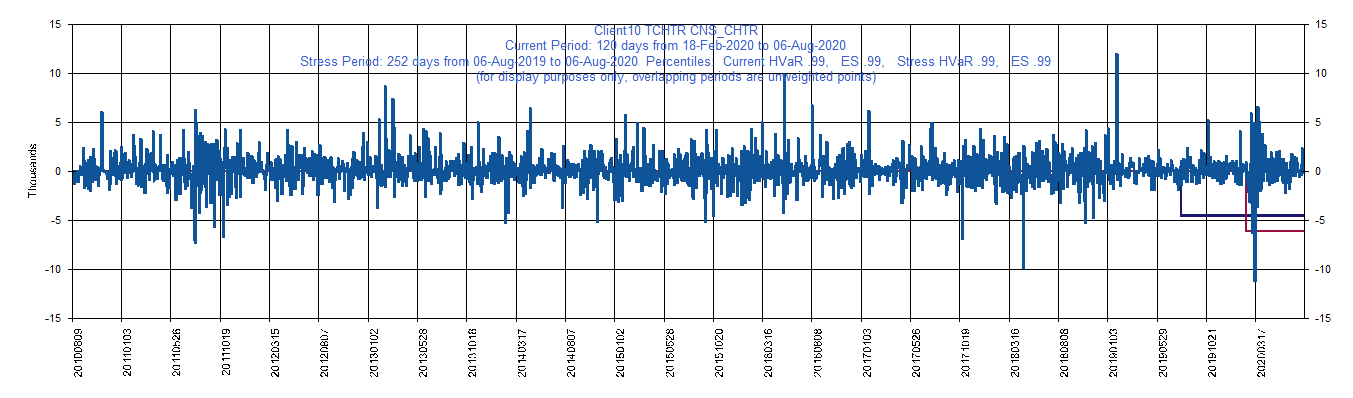 Client10 TCHTR CNS_CHTR
Current Period: 120 days from 18-Feb-2020 to 06-Aug-2020
Stress Period: 252 days from 06-Aug-2019 to 06-Aug-2020 Percentiles: Current HVaR .99, ES .99, Stress HVaR .99, ES .99
(for display purposes only, overlapping periods are unweighted points)
15 15
10 10
5 5
0 0
-5 -5
-10 -10
-15 -15
Thousands
20100809 20110103 20110526 20111019 20120315 20120807 20130102 20130528 20131018 20140317 20140807 20150102 20150528 20151020 20160316 20160808 20170103 20170526 20171019 20180316 20180808 20190103 20190529 20191021 20200317